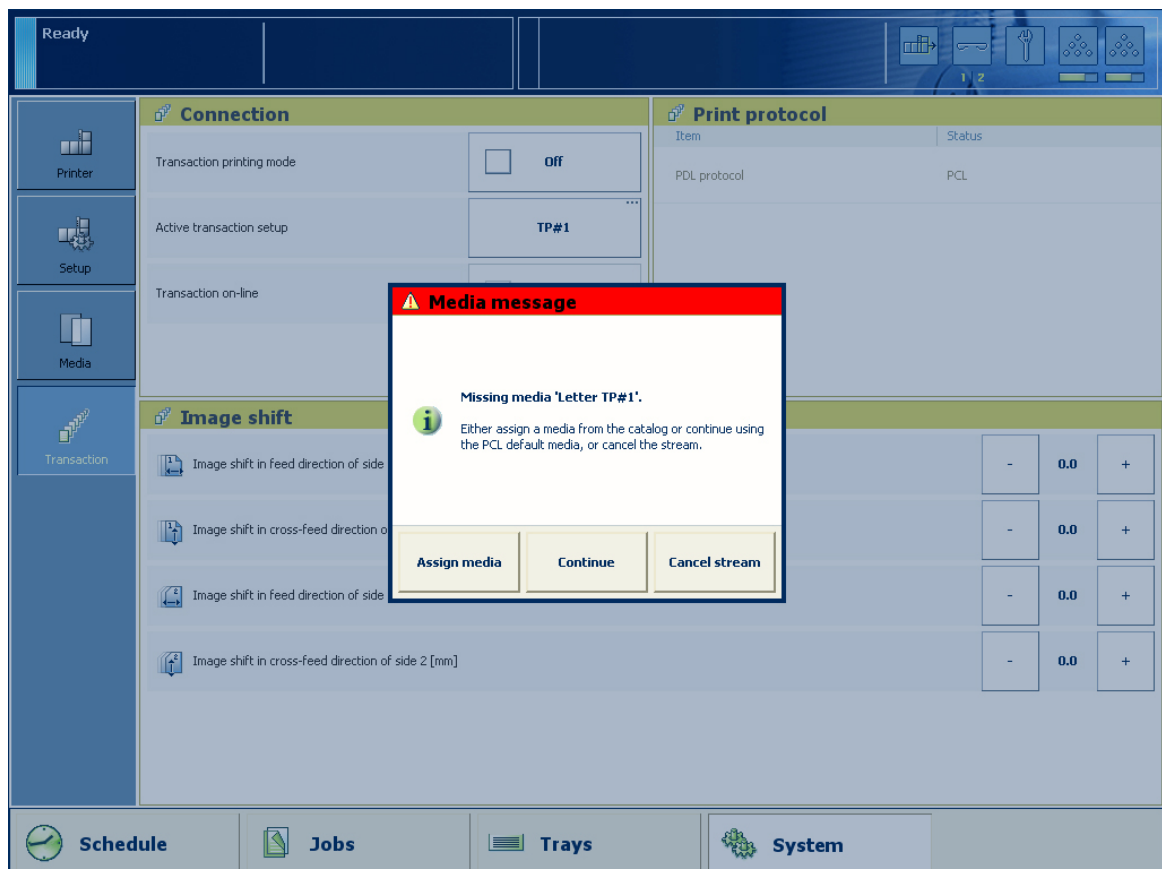 Ready
1 2
Printer
Setup
Media
Transaction
Connection
Transaction printing mode
Off
Active transaction setup
TP#1
Transaction on-line
Print protocol
Item Status
PDL protocol PCL
Media message
Missing media 'Letter TP#1'.
Either assign a media from the catalog or continue using
the PCL default media, or cancel the stream.
Assign media Continue Cancel stream
Image shift
Image shift in feed direction of side
- 0.0 +
Image shift in cross-feed direction o
- 0.0 +
Image shift in feed direction of side
- 0.0 +
Image shift in cross-feed direction of side 2 [mm]
- 0.0 +
Schedule Jobs Trays System